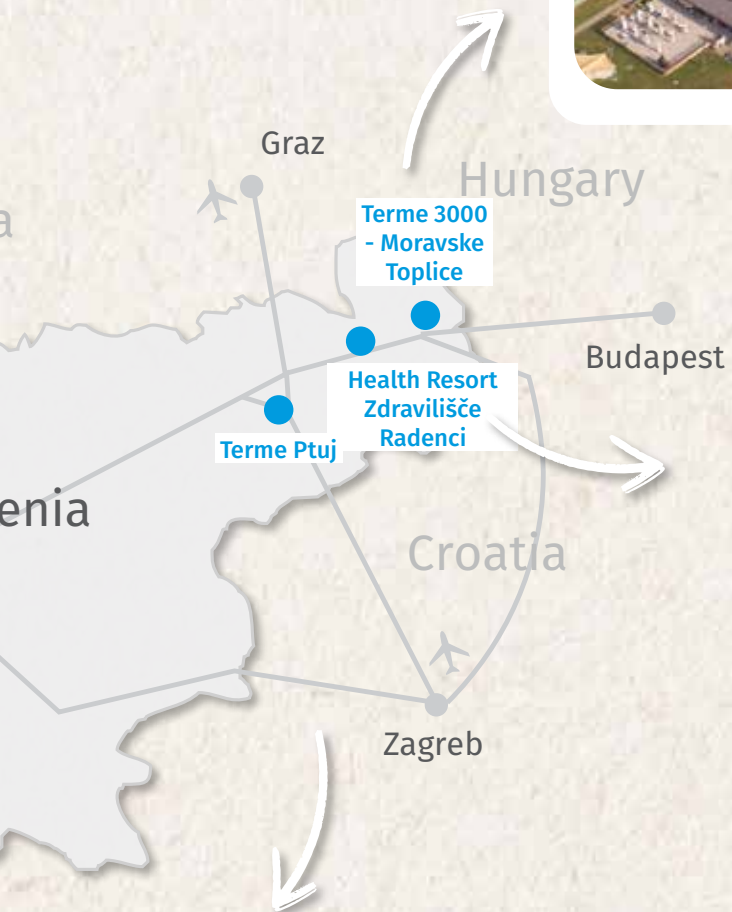 Graz
Hungary
a
Terme 3000
- Moravske
Toplice
Budapest
Health Resort
Zdravilišče
Radenci
Terme Ptuj
enia
Croatia
Zagreb